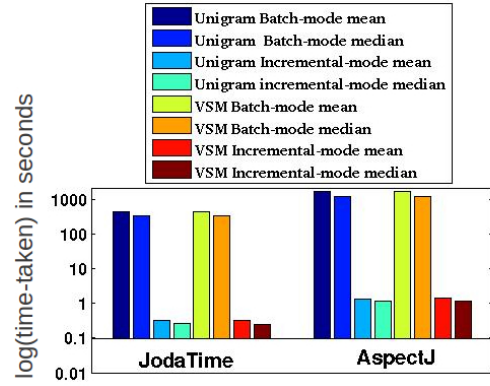 Unigram Batch-mode mean
Unigram Batch-mode median
Unigram Incremental-mode mean
Unigram incremental-mode median
VSM Batch-mode mean
VSM Batch-mode median
VSM Incremental-mode mean
VSM Incremental-mode median
log(time-taken) in seconds
1000
100
10
1
0.1
0.01
JodaTime
AspectJ